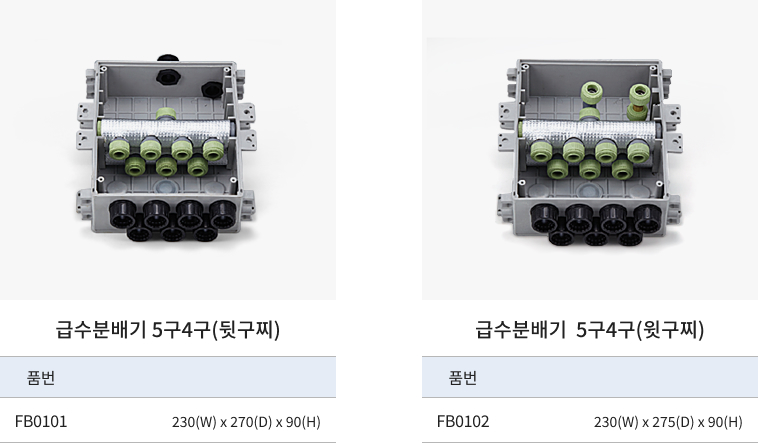 급수분배기 5구4구(뒷구찌)
품번
FB0101 230(W) x 270(D) x 90(H)
급수분배기 5구4구(윗구찌)
품번
FB0102 230(W) x 275(D) x 90(H)